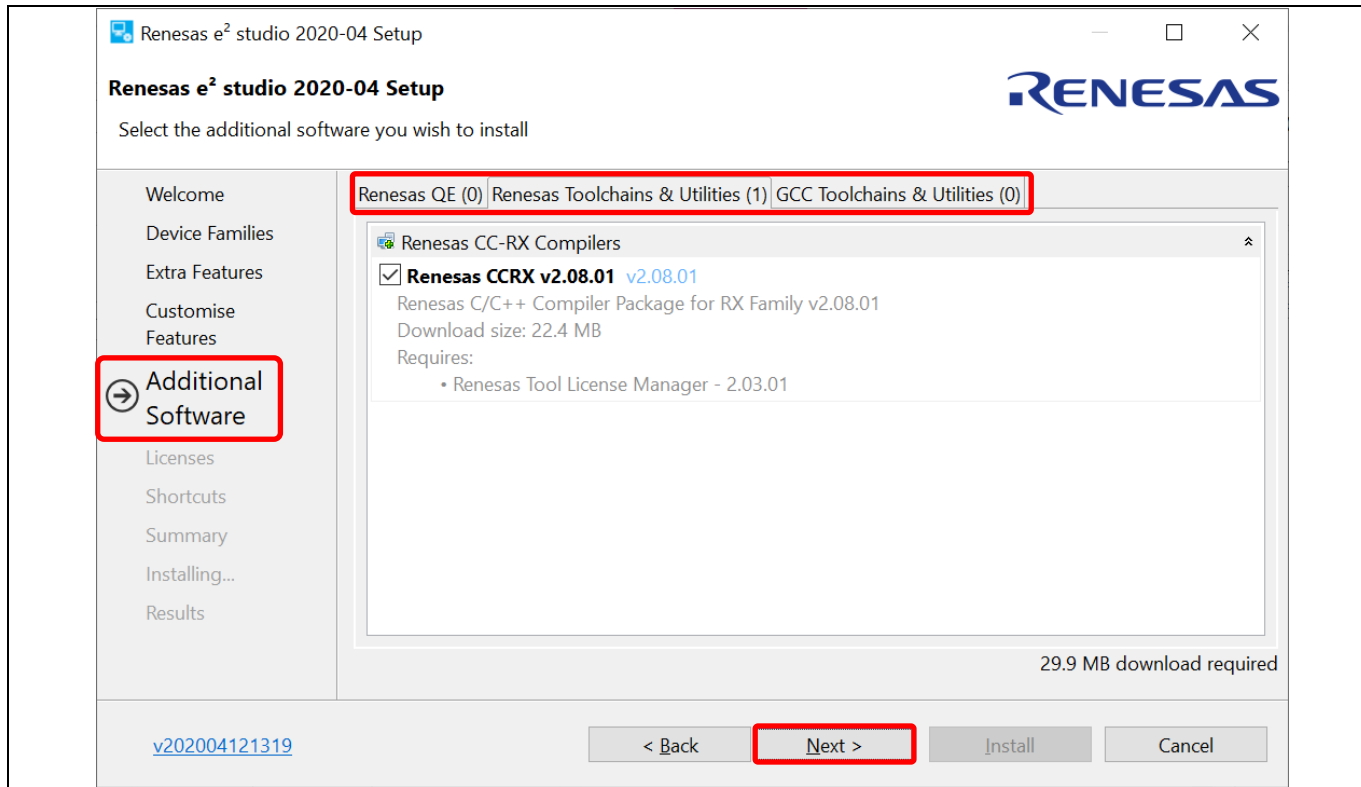 Renesas e² studio 2020-04 Setup
Renesas e² studio 2020-04 Setup
RENESAS
Select the additional software you wish to install
Welcome
Device Families
Extra Features
Customise
Features
Additional
Software
Licenses
Shortcuts
Summary
Installing...
Results
Renesas QE (0) Renesas Toolchains & Utilities (1) GCC Toolchains & Utilities (0)
Renesas CC-RX Compilers
Renesas CCRX v2.08.01 v2.08.01
Renesas C/C++ Compiler Package for RX Family v2.08.01
Download size: 22.4 MB
Requires:
• Renesas Tool License Manager - 2.03.01
29.9 MB download required
v202004121319
< Back
Next >
Install
Cancel